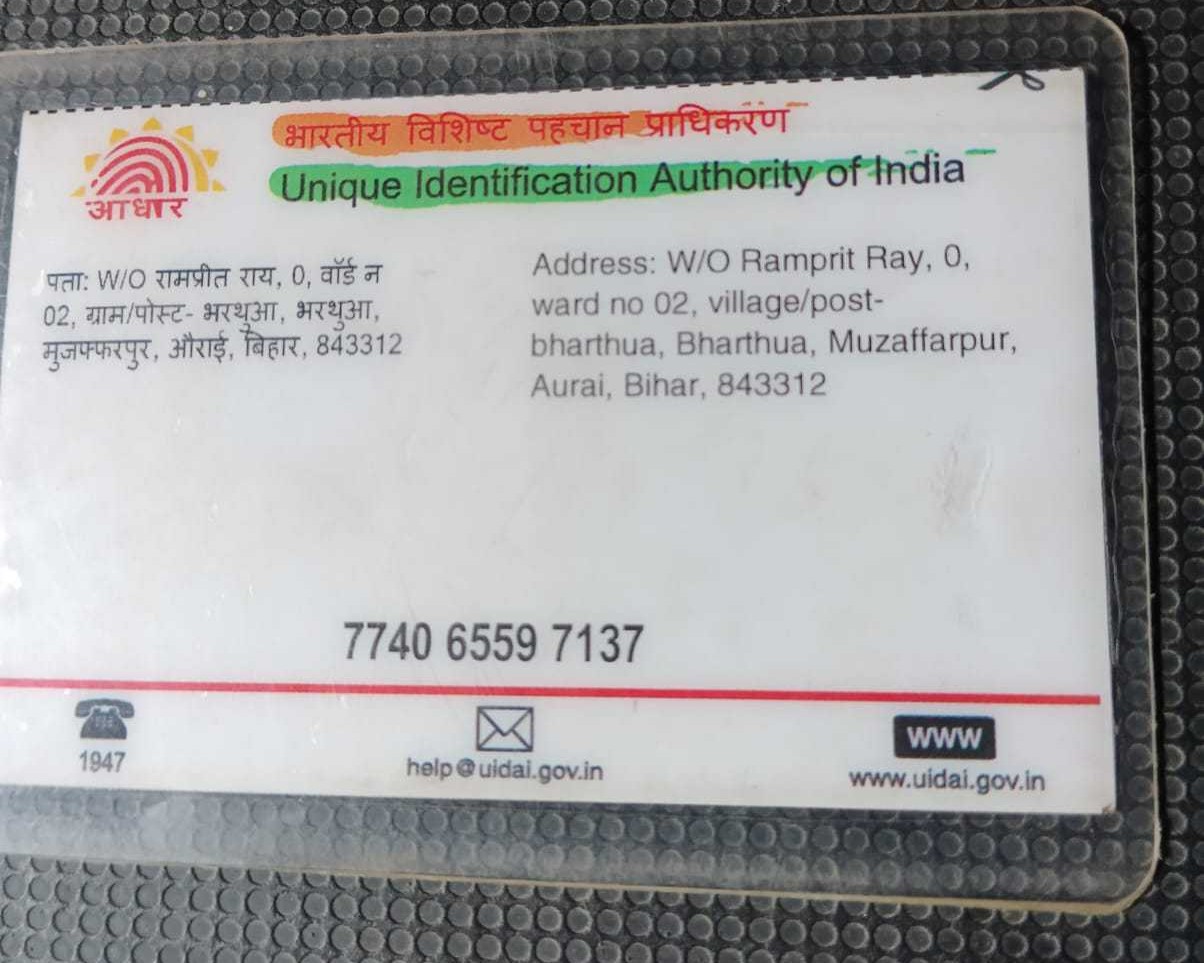 भारतीय विशिष्ट पहचान प्राधिकरण
Unique Identification Authority of India
आधार
पता: W/O रामप्रीत राय, 0, वॉर्ड न
02, ग्राम/पोस्ट- भरथुआ, भरथुआ,
मुजफ्फरपुर, औराई, बिहार, 843312
Address: W/O Ramprit Ray, 0,
ward no 02, village/post-
bharthua, Bharthua, Muzaffarpur,
Aurai, Bihar, 843312
7740 6559 7137
1947
help@uidai.gov.in
www
www.uidai.gov.in